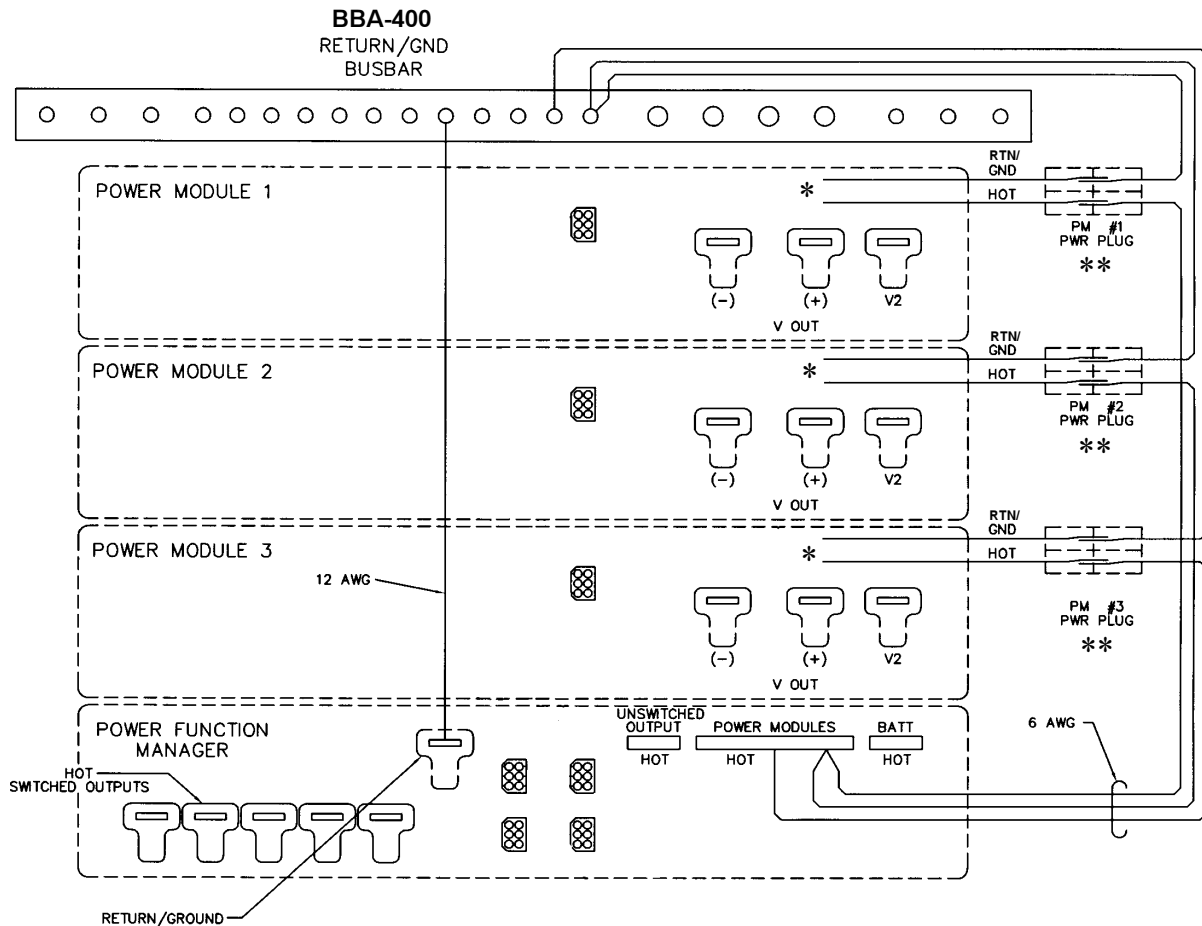 BBA-400
RETURN/GND
BUSBAR
POWER MODULE 1
*
RTN/
GND
HOT
PM #1
PWR PLUG
**
(-)
(+)
V2
V OUT
POWER MODULE 2
*
RTN/
GND
HOT
PM #2
PWR PLUG
**
(-)
(+)
V2
V OUT
POWER MODULE 3
*
RTN/
GND
HOT
12 AWG
PM #3
PWR PLUG
**
(-)
(+)
V2
V OUT
POWER FUNCTION
MANAGER
UNSWITCHED
OUTPUT
HOT
POWER MODULES
HOT
BATT
HOT
6 AWG
HOT
SWITCHED OUTPUTS
RETURN/GROUND